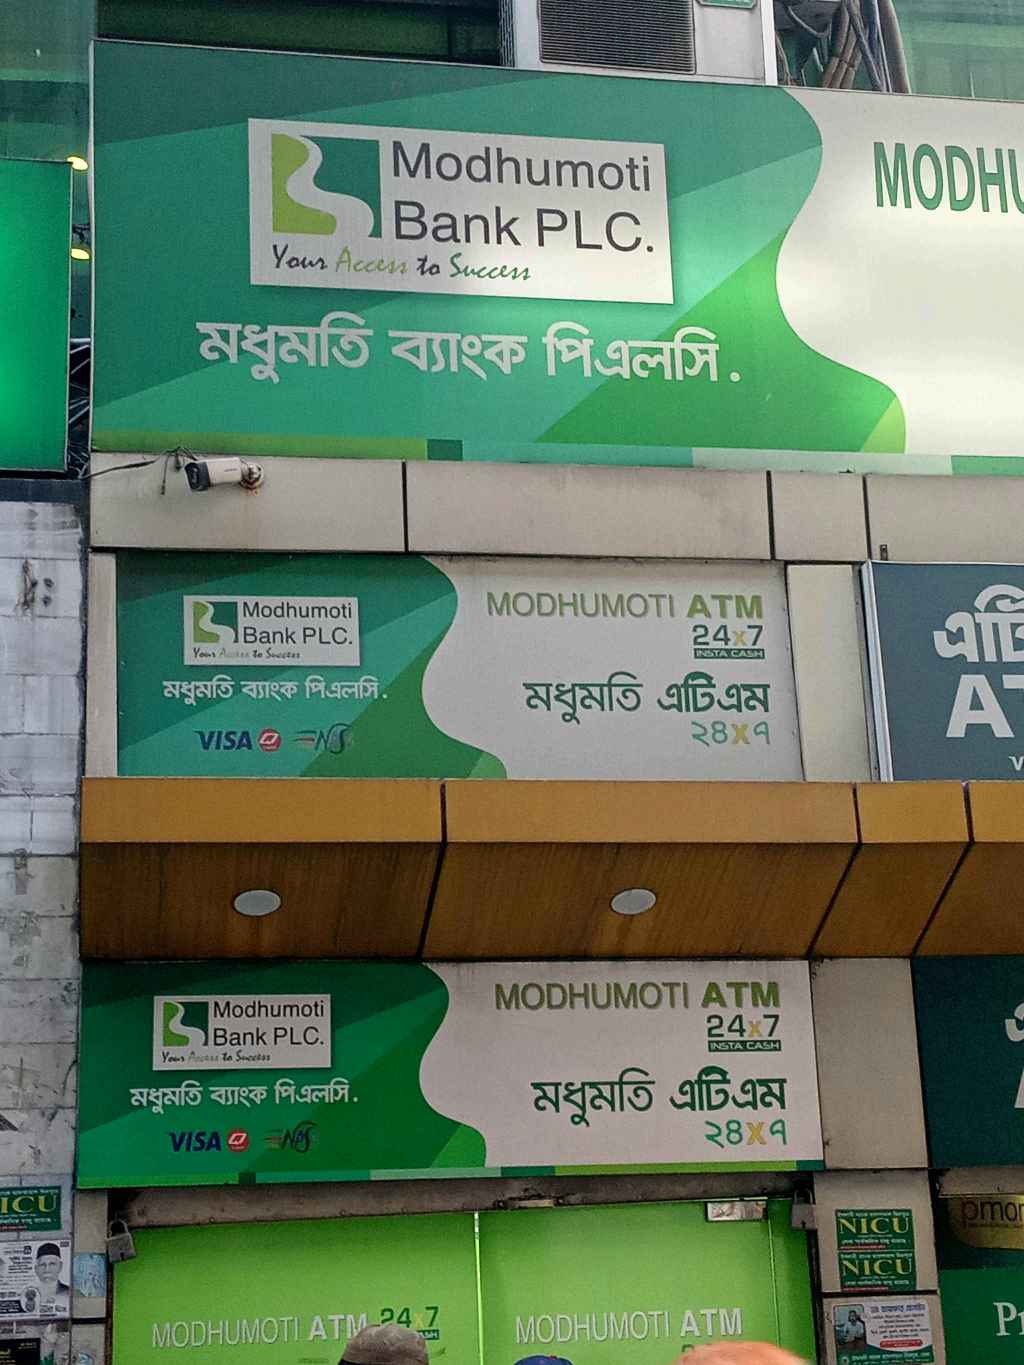 Modhumoti
Bank PLC.
Your Access to Success
মধুমতি ব্যাংক পিএলসি.
Modhumoti
Bank PLC.
Your Access to Success
মধুমতি ব্যাংক পিএলসি.
VISA
MODHUMOTI ATM
24x7
INSTA CASH
মধুমতি এটিএম
২৪x৭
Modhumoti
Bank PLC.
Your Access to Success
মধুমতি ব্যাংক পিএলসি.
VISA
MODHUMOTI ATM
24x7
INSTA CASH
মধুমতি এটিএম
২৪x৭
NICU
NICU
MODHUMOTI ATM 24x7
MODHUMOTI ATM